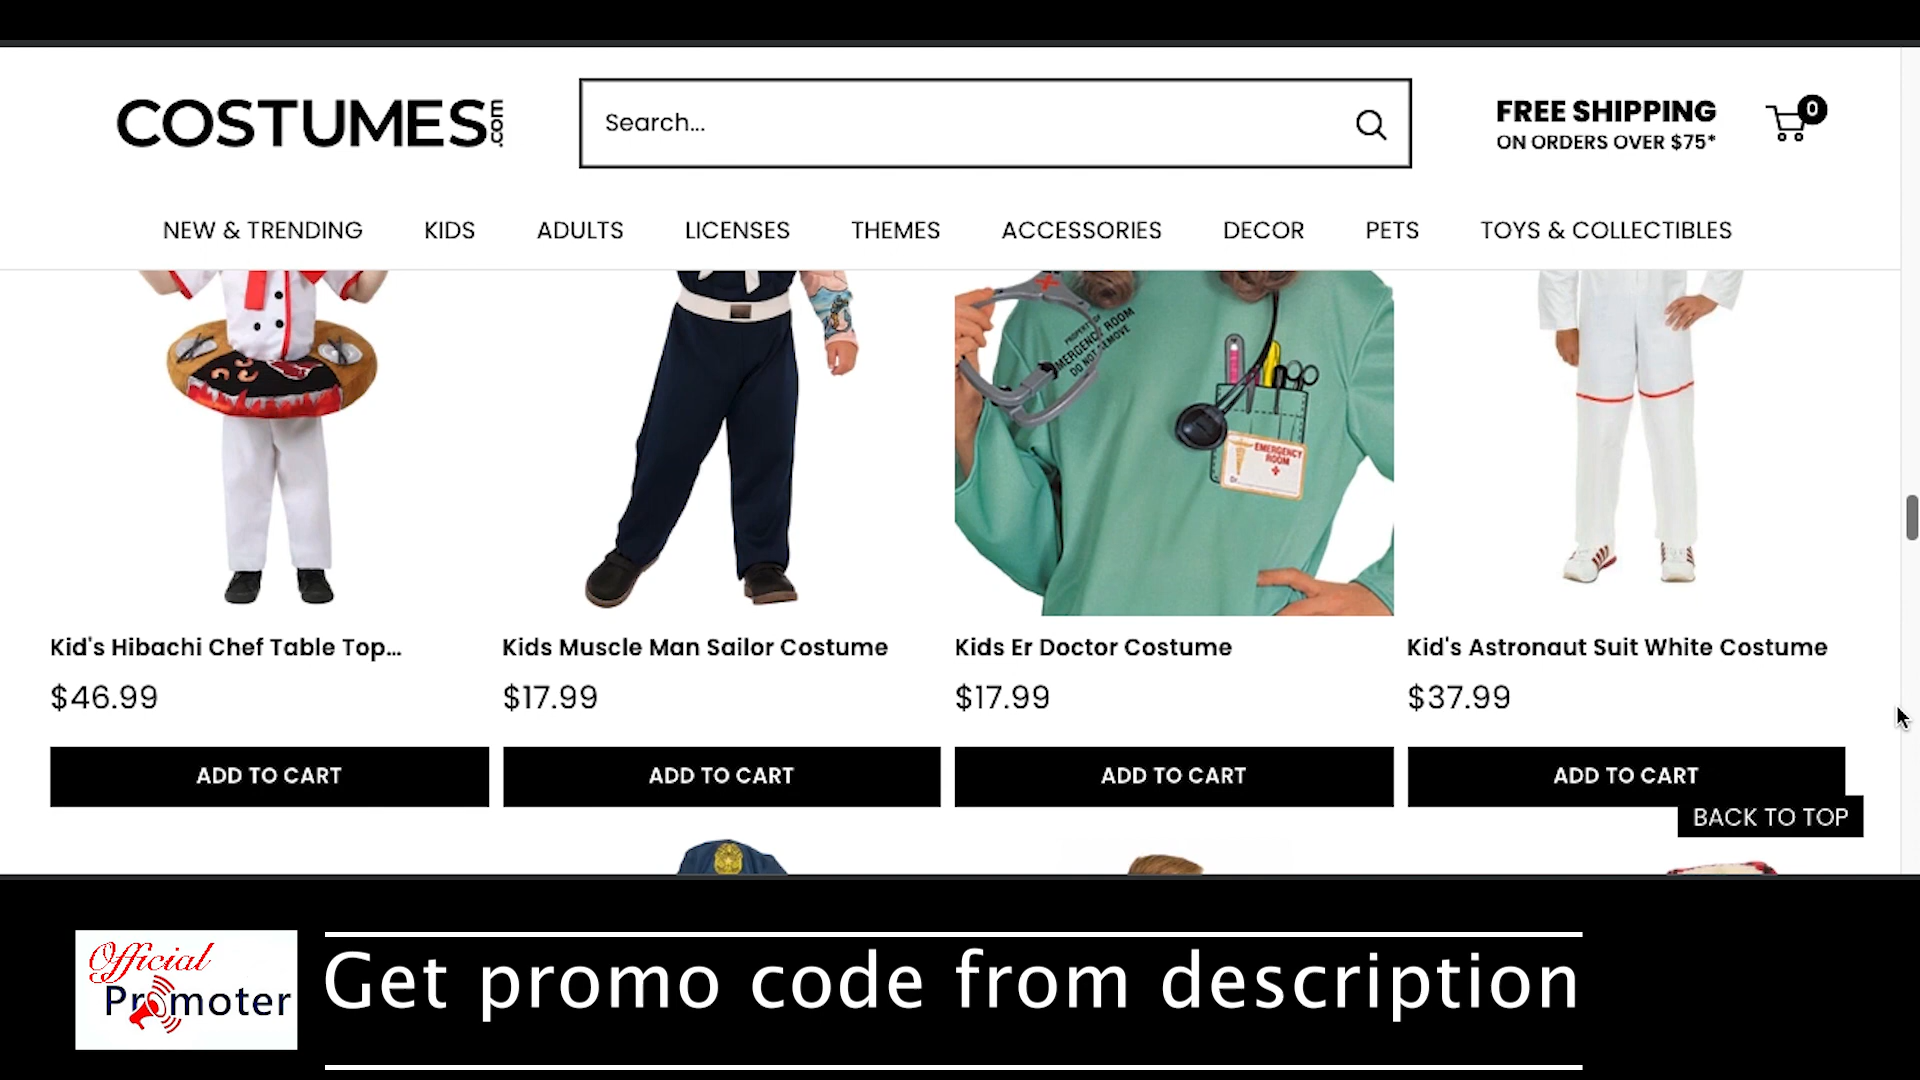 COSTUMES.com
Search...
FREE SHIPPING
ON ORDERS OVER $75*
0
NEW & TRENDING
KIDS
ADULTS
LICENSES
THEMES
ACCESSORIES
DECOR
PETS
TOYS & COLLECTIBLES
PROPERTY OF
EMERGENCY ROOM
DO NOT REMOVE
EMERGENCY
ROOM
Kid's Hibachi Chef Table Top...
$46.99
ADD TO CART
Kids Muscle Man Sailor Costume
$17.99
ADD TO CART
Kids Er Doctor Costume
$17.99
ADD TO CART
Kid's Astronaut Suit White Costume
$37.99
ADD TO CART
BACK TO TOP
Official
Promoter
Get promo code from description